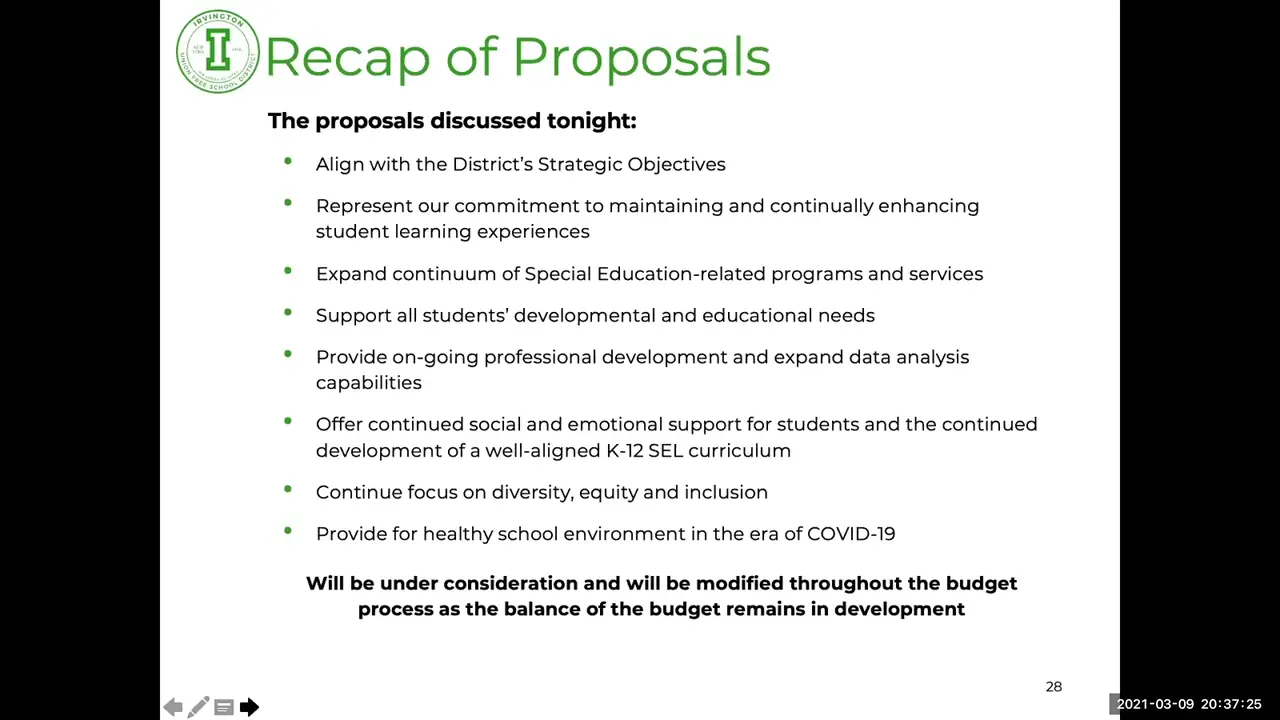 IRVINGTON
I
UNION FREE SCHOOL DISTRICT
Recap of Proposals
The proposals discussed tonight:
• Align with the District’s Strategic Objectives
• Represent our commitment to maintaining and continually enhancing
student learning experiences
• Expand continuum of Special Education-related programs and services
• Support all students’ developmental and educational needs
• Provide on-going professional development and expand data analysis
capabilities
• Offer continued social and emotional support for students and the continued
development of a well-aligned K-12 SEL curriculum
• Continue focus on diversity, equity and inclusion
• Provide for healthy school environment in the era of COVID-19
Will be under consideration and will be modified throughout the budget
process as the balance of the budget remains in development
28
2021-03-09 20:37:25